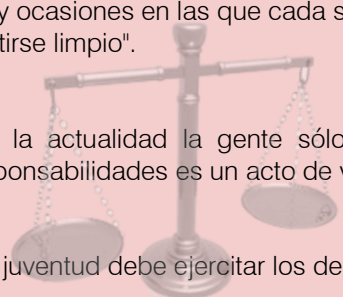 y ocasiones en las que cada s
tirse limpio".
la actualidad la gente sólo
ponsabilidades es un acto de v
juventud debe ejercitar los de